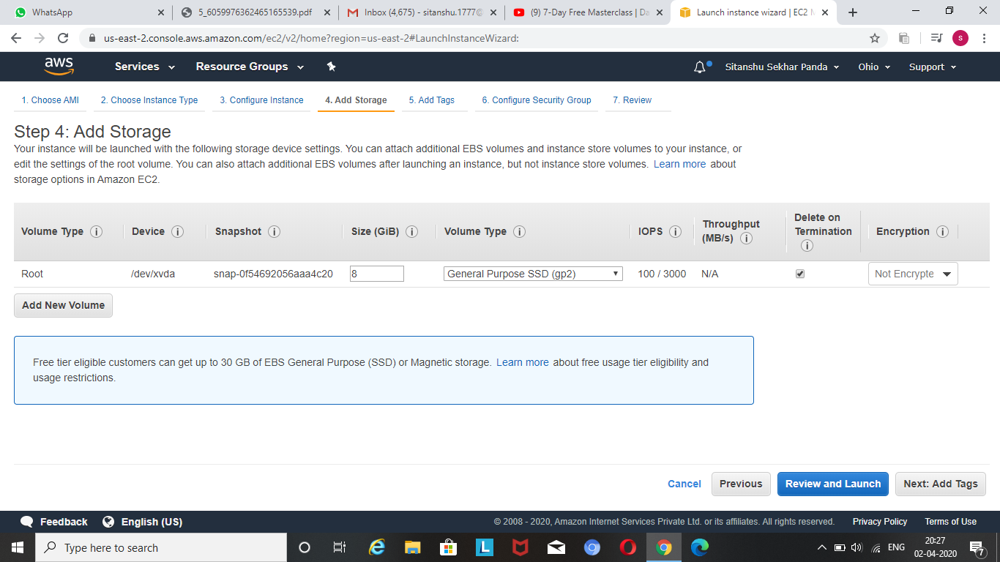 WhatsApp
5_6059976362465165539.pdf
Inbox (4,675) - sitanshu.1777@
(9) 7-Day Free Masterclass | Da
Launch instance wizard | EC2 M
us-east-2.console.aws.amazon.com/ec2/v2/home?region=us-east-2#LaunchInstanceWizard:
s
aws
Services
Resource Groups
Sitanshu Sekhar Panda
Ohio
Support
1. Choose AMI
2. Choose Instance Type
3. Configure Instance
4. Add Storage
5. Add Tags
6. Configure Security Group
7. Review
Step 4: Add Storage
Your instance will be launched with the following storage device settings. You can attach additional EBS volumes and instance store volumes to your instance, or
edit the settings of the root volume. You can also attach additional EBS volumes after launching an instance, but not instance store volumes. Learn more about
storage options in Amazon EC2.
Volume Type i
Device i
Snapshot i
Size (GiB) i
Volume Type i
IOPS i
Throughput
(MB/s) i
Delete on
Termination
i
Encryption i
Root
/dev/xvda
snap-0f54692056aaa4c20
8
General Purpose SSD (gp2)
100 / 3000
N/A
Not Encrypte
Add New Volume
Free tier eligible customers can get up to 30 GB of EBS General Purpose (SSD) or Magnetic storage. Learn more about free usage tier eligibility and
usage restrictions.
Cancel
Previous
Review and Launch
Next: Add Tags
Feedback
English (US)
© 2008 - 2020, Amazon Internet Services Private Ltd. or its affiliates. All rights reserved.
Privacy Policy
Terms of Use
Type here to search
L
ENG
20:27
02-04-2020
7